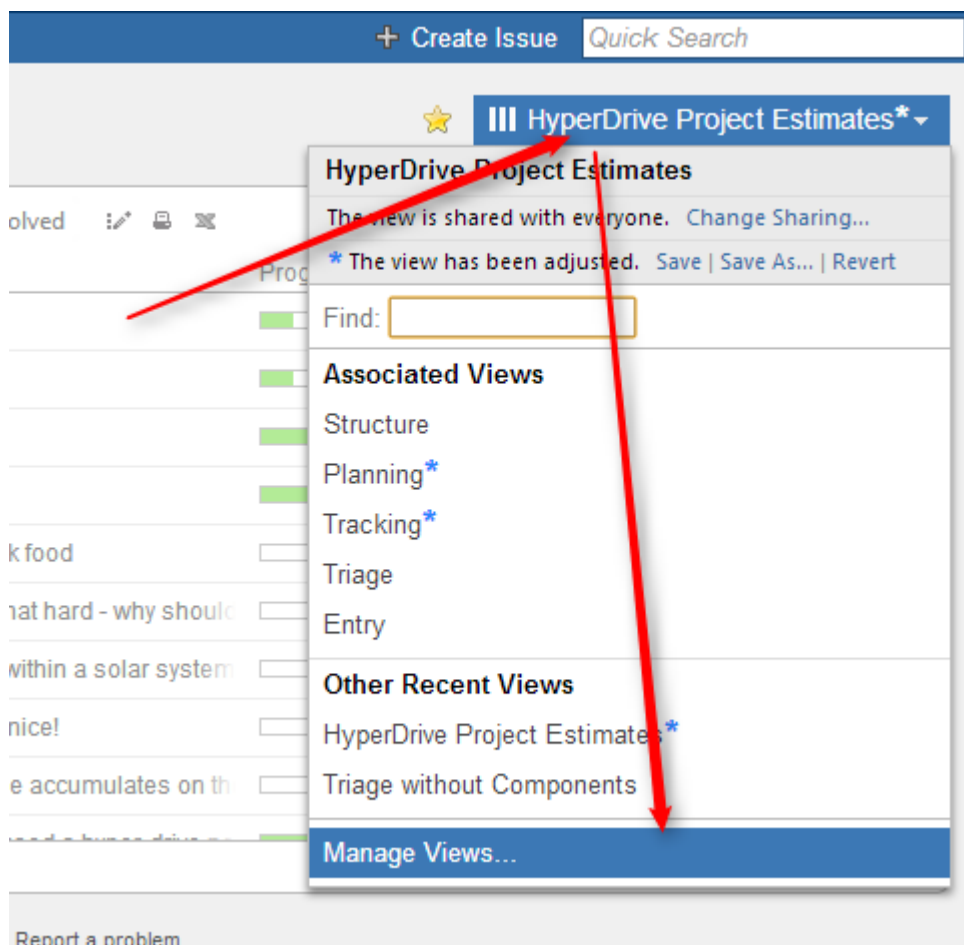 + Create Issue Quick Search
HyperDrive Project Estimates*
HyperDrive Project Estimates
The view is shared with everyone. Change Sharing...
olved
* The view has been adjusted. Save | Save As... | Revert
Prog
Find:
Associated Views
Structure
Planning*
Tracking*
k food
Triage
hat hard - why should
Entry
within a solar system
Other Recent Views
nice!
HyperDrive Project Estimates*
e accumulates on th
Triage without Components
Manage Views...
Report a problem